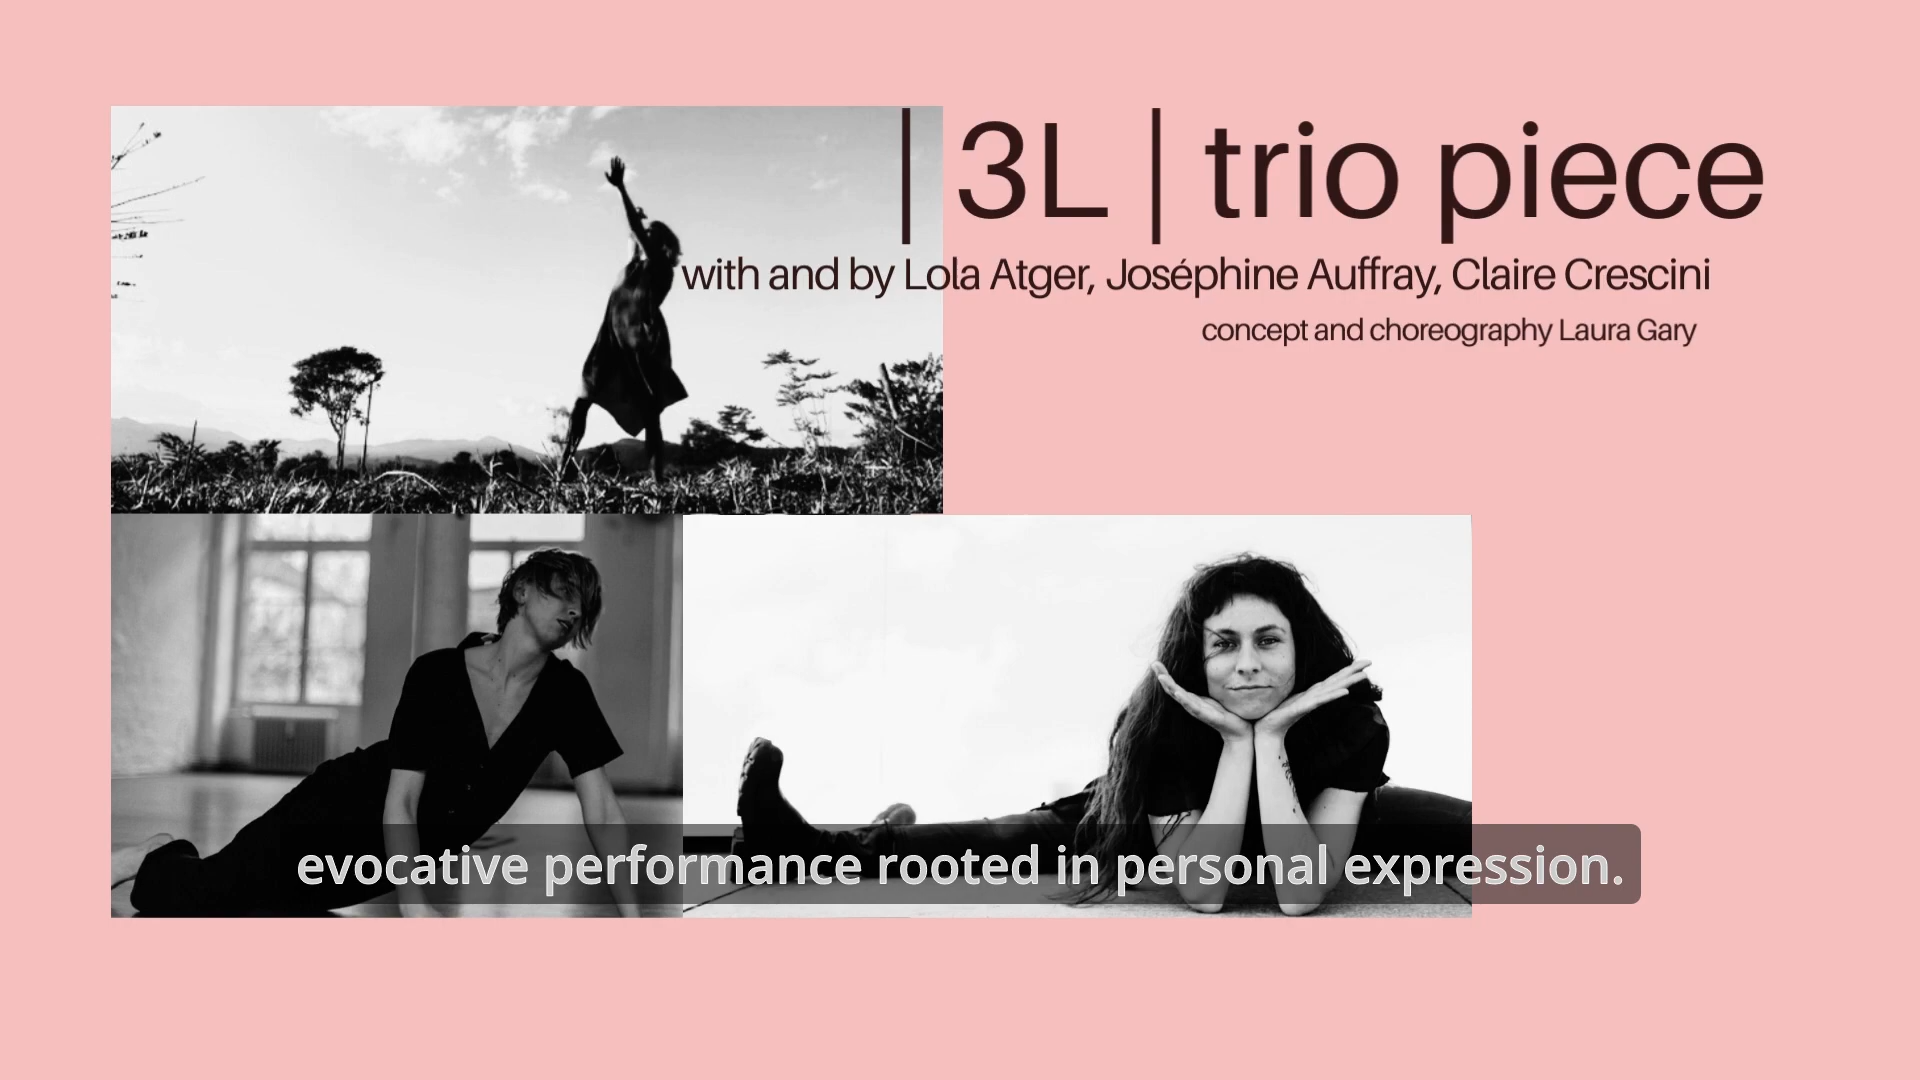 | 3L | trio piece
with and by Lola Atger, Joséphine Auffray, Claire Crescini
concept and choreography Laura Gary
evocative performance rooted in personal expression.